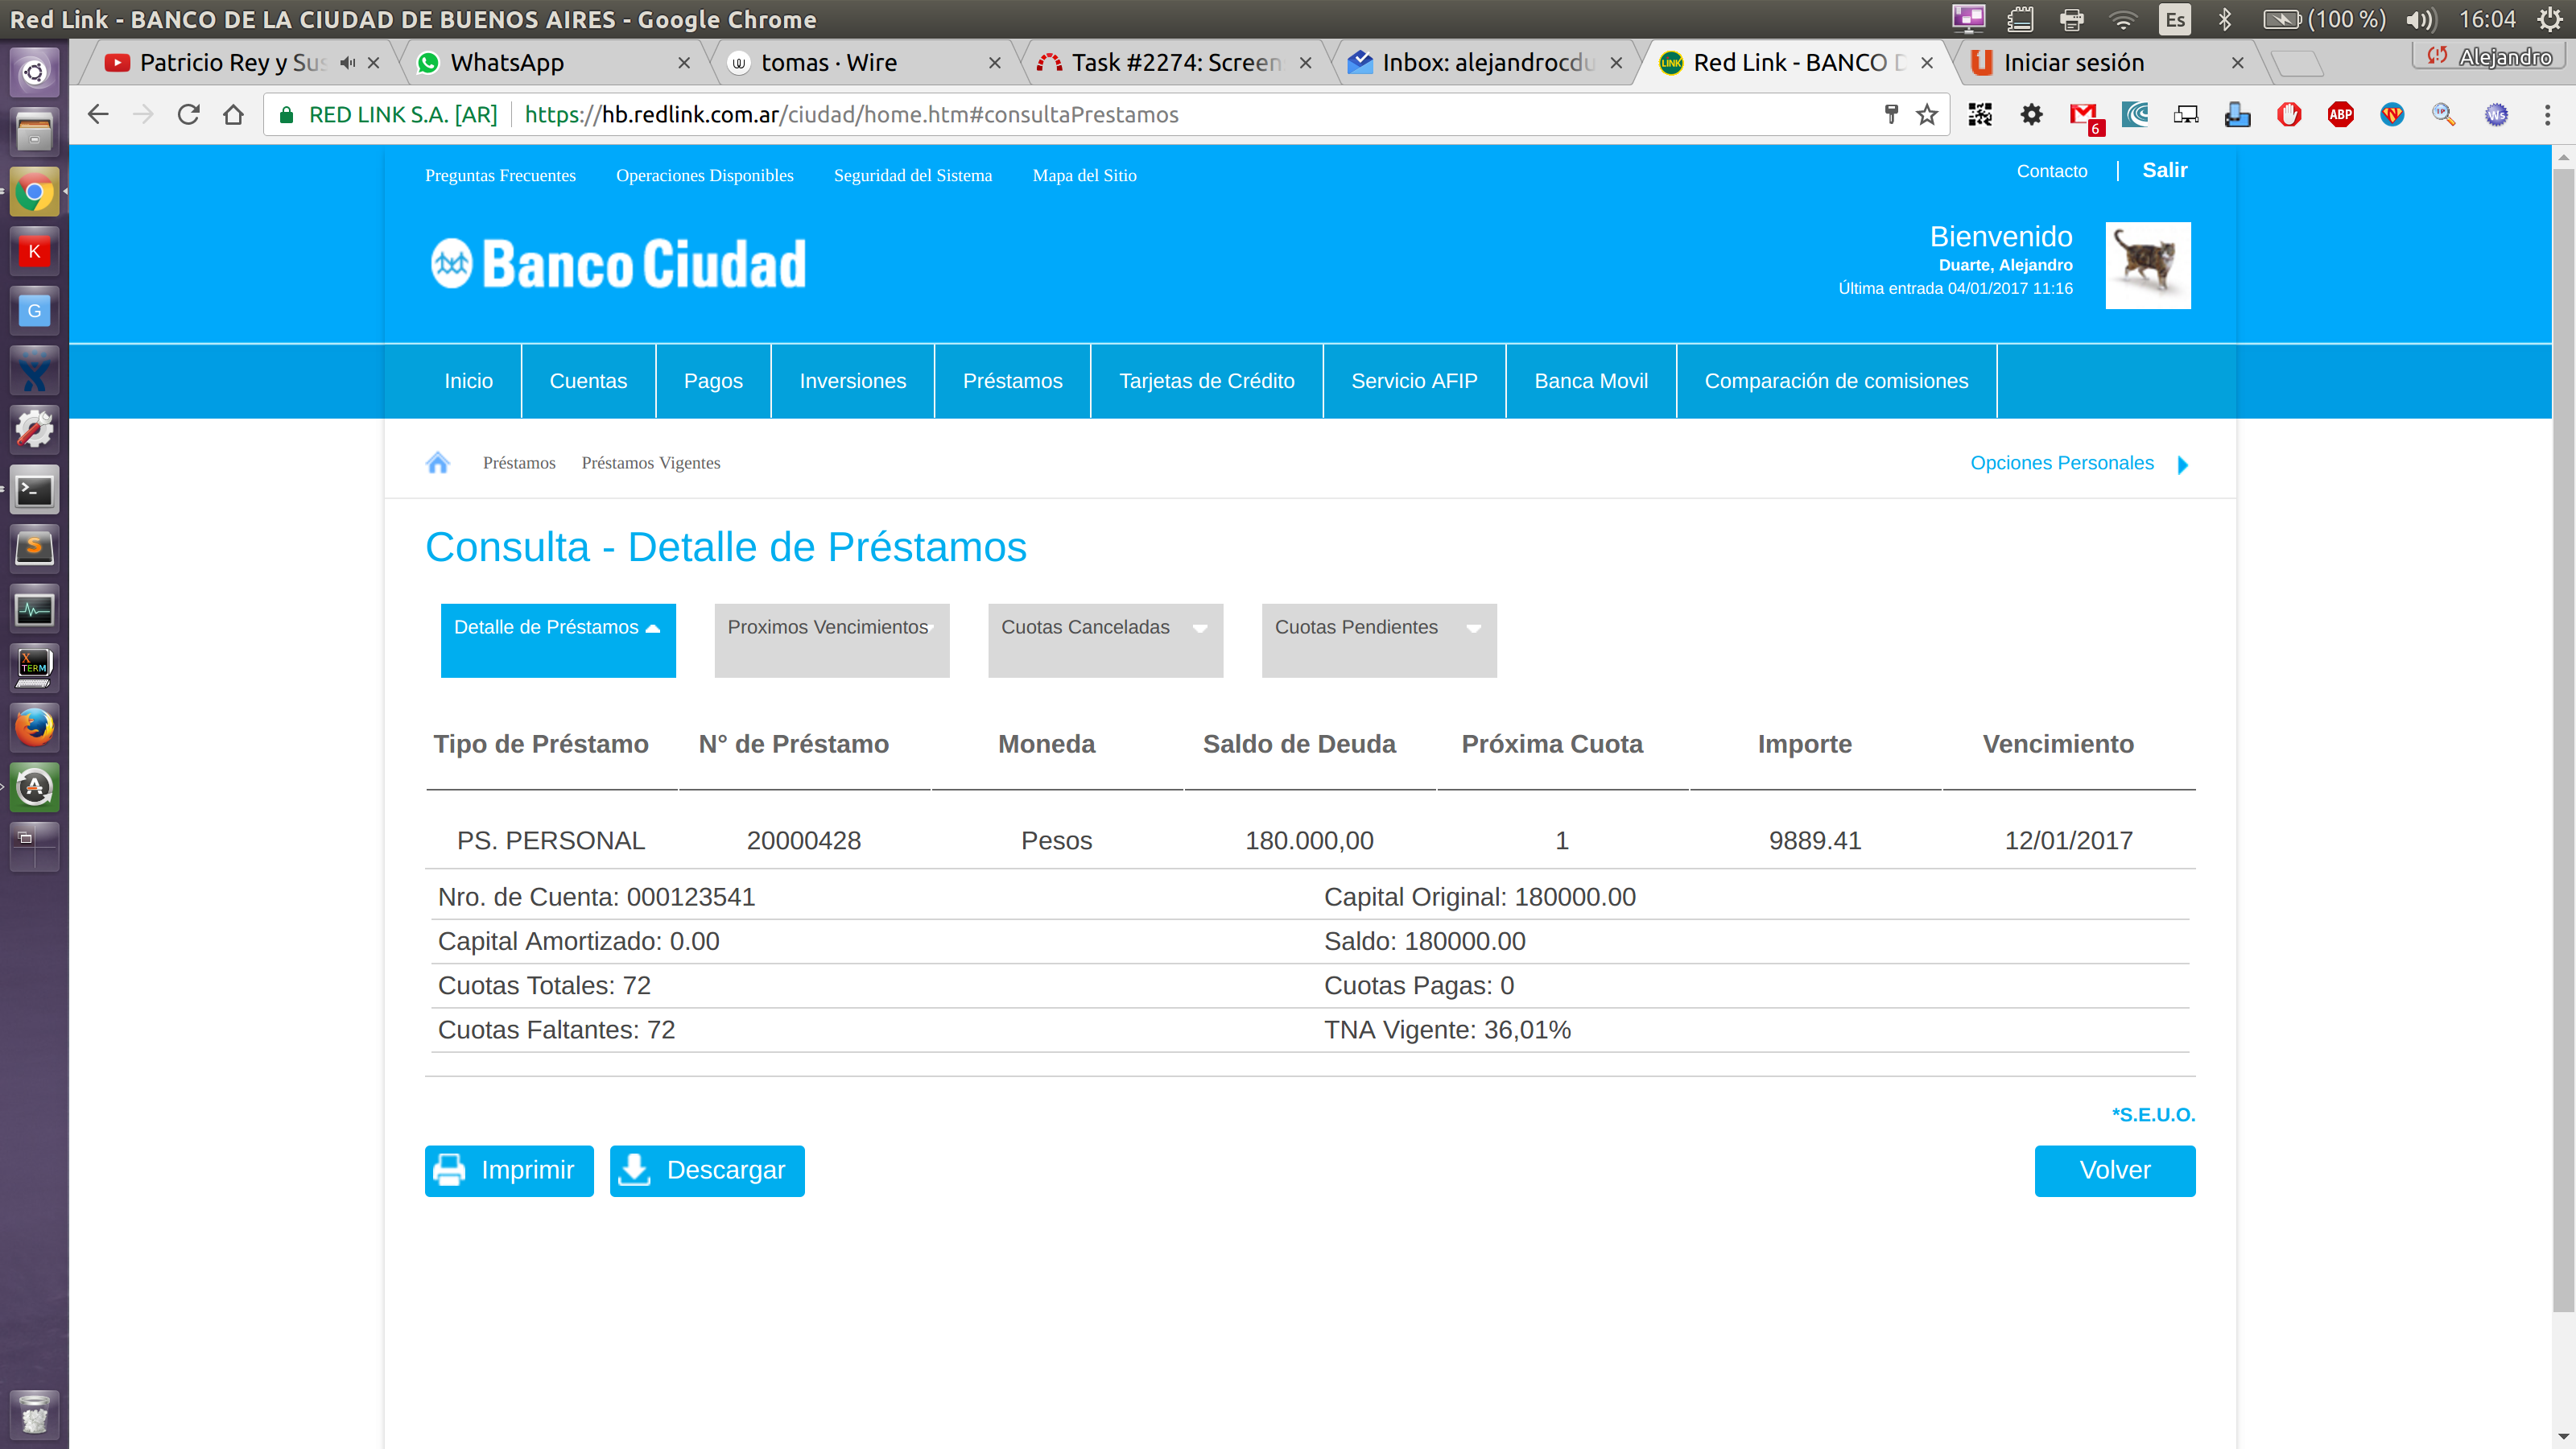 Red Link - BANCO DE LA CIUDAD DE BUENOS AIRES - Google Chrome
Es (100 %) 16:04
Patricio Rey y Sus
WhatsApp
tomas · Wire
Task #2274: Screen
Inbox: alejandrocdu
LINK Red Link - BANCO D
Iniciar sesión
Alejandro
RED LINK S.A. [AR] https://hb.redlink.com.ar/ciudad/home.htm#consultaPrestamos
6
ABP
IP
Ws
Preguntas Frecuentes Operaciones Disponibles Seguridad del Sistema Mapa del Sitio
Contacto | Salir
Banco Ciudad
Bienvenido
Duarte, Alejandro
Última entrada 04/01/2017 11:16
Inicio Cuentas Pagos Inversiones Préstamos Tarjetas de Crédito Servicio AFIP Banca Movil Comparación de comisiones
Préstamos Préstamos Vigentes
Opciones Personales
Consulta - Detalle de Préstamos
Detalle de Préstamos Proximos Vencimientos Cuotas Canceladas Cuotas Pendientes
Tipo de Préstamo N° de Préstamo Moneda Saldo de Deuda Próxima Cuota Importe Vencimiento
PS. PERSONAL 20000428 Pesos 180.000,00 1 9889.41 12/01/2017
Nro. de Cuenta: 000123541 Capital Original: 180000.00
Capital Amortizado: 0.00 Saldo: 180000.00
Cuotas Totales: 72 Cuotas Pagas: 0
Cuotas Faltantes: 72 TNA Vigente: 36,01%
*S.E.U.O.
Imprimir Descargar Volver
K
G
S
X
TERM
A